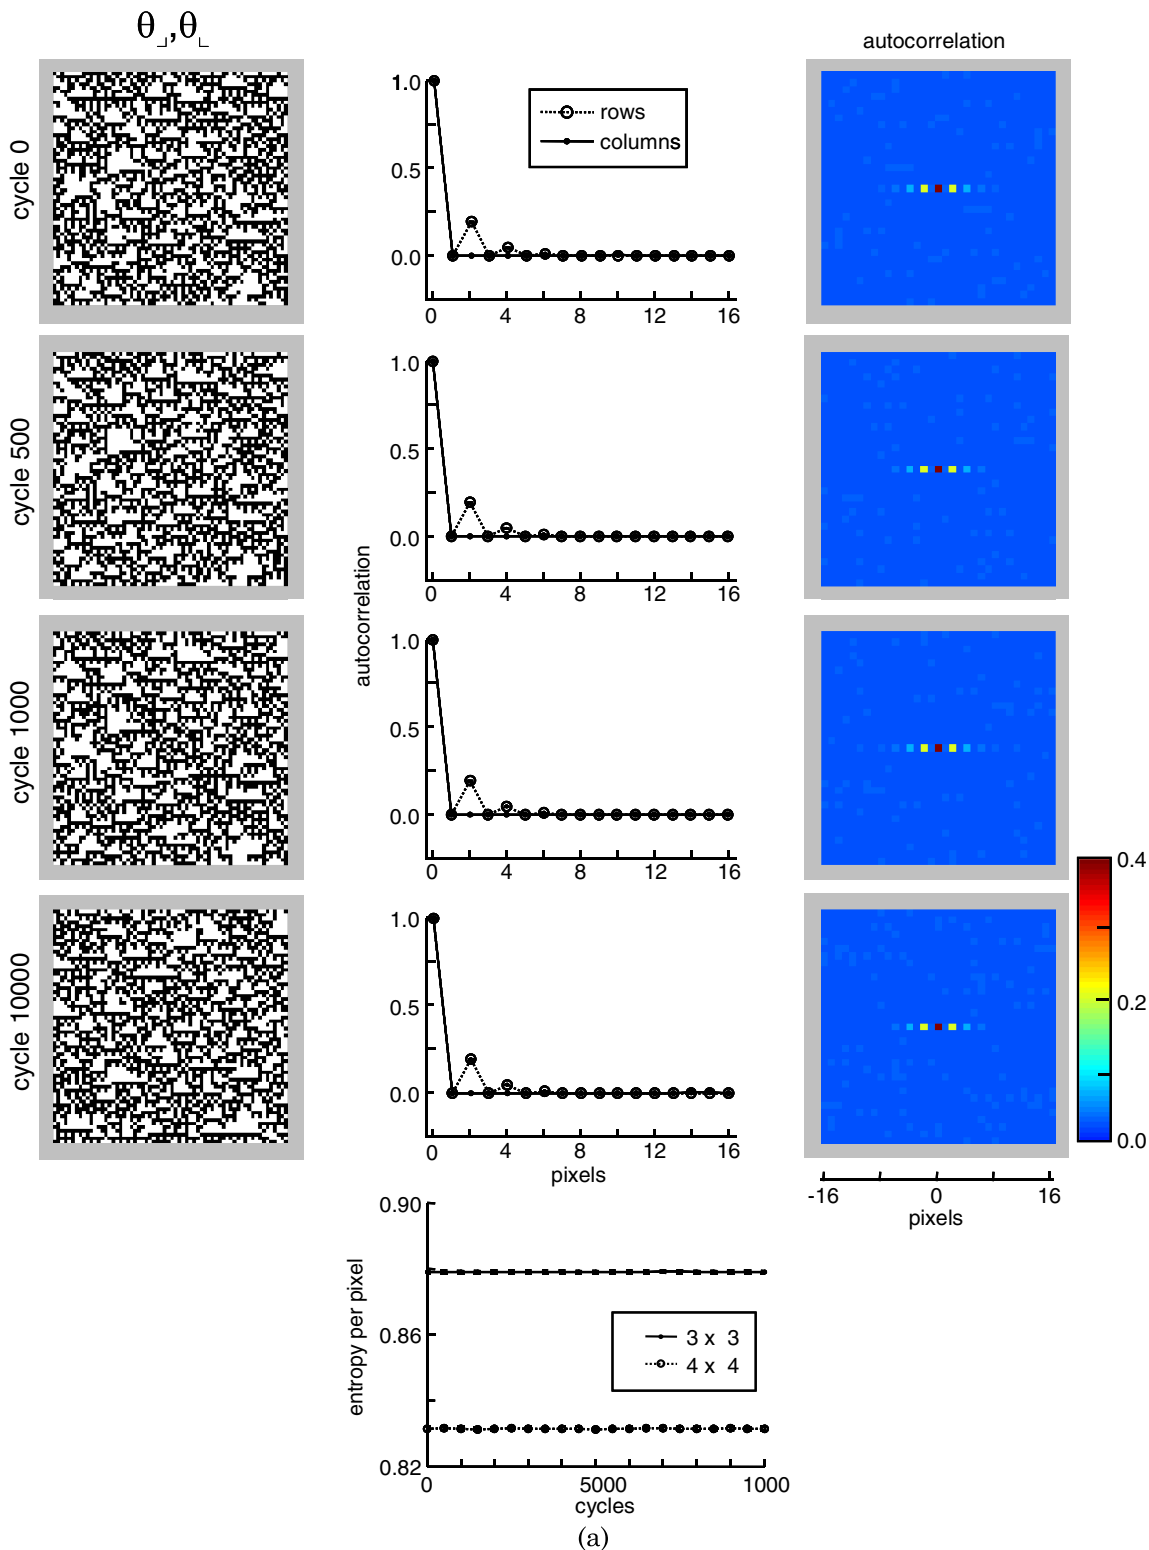 θ⌟,θ⌞
autocorrelation
cycle 0
1.0
0.5
0.0
rows
columns
0 4 8 12 16
cycle 500
1.0
0.5
0.0
0 4 8 12 16
autocorrelation
cycle 1000
1.0
0.5
0.0
0 4 8 12 16
cycle 10000
1.0
0.5
0.0
0 4 8 12 16
pixels
0.4
0.2
0.0
-16 0 16
pixels
entropy per pixel
0.90
0.86
0.82
3 x 3
4 x 4
0 5000 1000
cycles
(a)